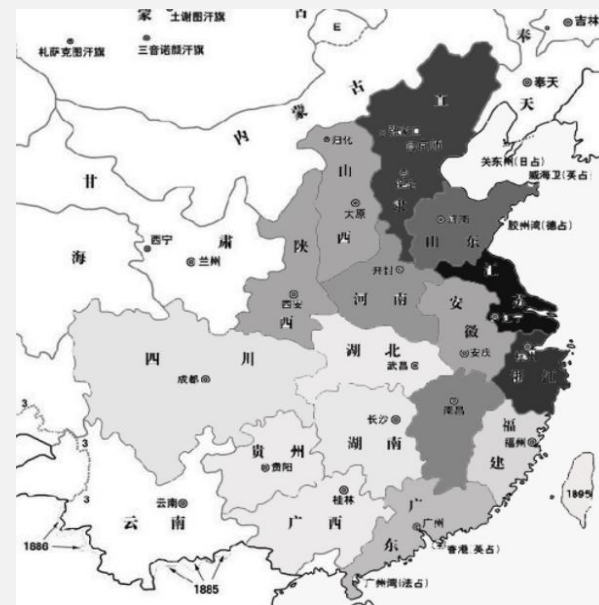 蒙
古
土谢图汗旗
E
奉
吉林
札萨克图汗旗
三音诺颜汗旗
奉天
天
内
蒙
古
直
归化
关东州(日占)
威海卫(英占)
甘
山
太原
西
济南
山 东
胶州湾(德占)
海
西宁
肃
兰州
陕
西安
西
开封
河 南
江
苏
安
徽
安庆
四 川
成都
湖 北
武昌
浙 江
南昌
长沙
湖 南
福
福州
建
贵 州
贵阳
3
3
3
云南
云 南
桂林
广 西
广
广州
东
1895
香港(英占)
1886
1885
广州湾(法占)